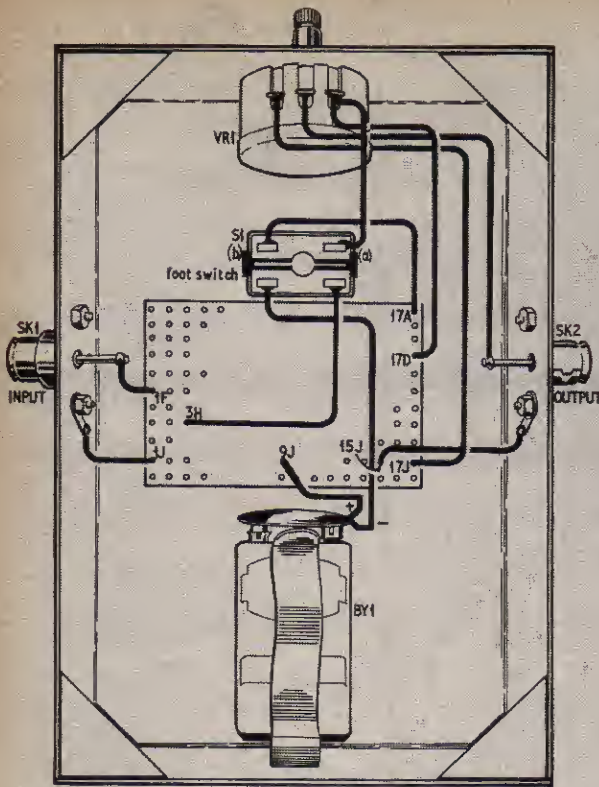 VR1
S1
(b)
(a)
foot switch
17A
SK1
SK2
17D
INPUT
OUTPUT
1F
3H
1J
9J
15J
17J
+
−
BY1